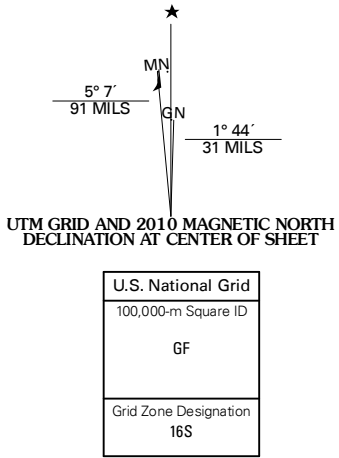 MN
5° 7´
91 MILS
GN
1° 44´
31 MILS
UTM GRID AND 2010 MAGNETIC NORTH
DECLINATION AT CENTER OF SHEET
U.S. National Grid
100,000-m Square ID
GF
Grid Zone Designation
16S